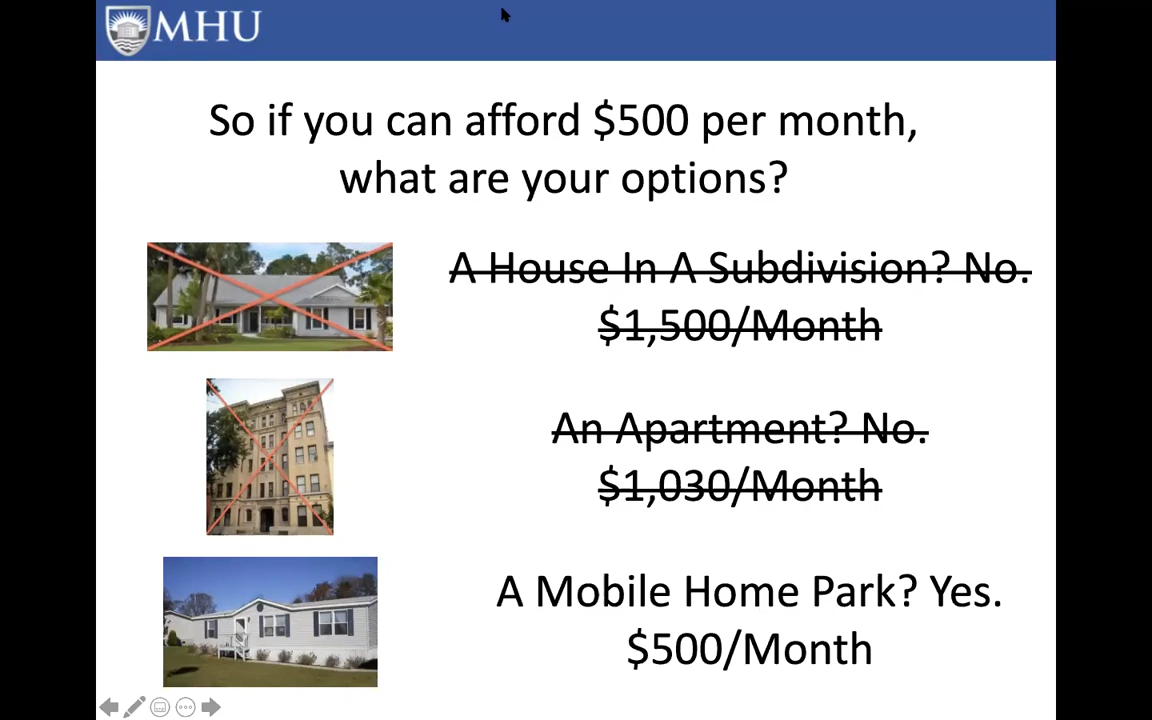 MHU
So if you can afford $500 per month,
what are your options?
A House In A Subdivision? No.
$1,500/Month
An Apartment? No.
$1,030/Month
A Mobile Home Park? Yes.
$500/Month